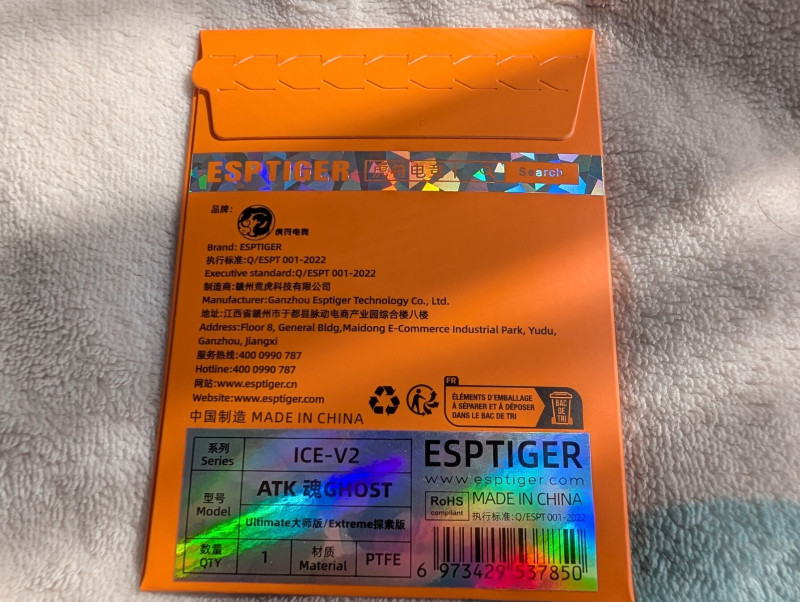 ESPTIGER 虎符电竞 Search
品牌: 虎符电竞
Brand: ESPTIGER
执行标准:Q/ESPT 001-2022
Executive standard:Q/ESPT 001-2022
制造商:赣州竞虎科技有限公司
Manufacturer:Ganzhou Esptiger Technology Co., Ltd.
地址:江西省赣州市于都县脉动电商产业园综合楼八楼
Address:Floor 8, General Bldg,Maidong E-Commerce Industrial Park, Yudu,
Ganzhou, Jiangxi
服务热线:400 0990 787
Hotline:400 0990 787
网站:www.esptiger.cn
Website:www.esptiger.com
中国制造 MADE IN CHINA
FR
ÉLÉMENTS D'EMBALLAGE
À SÉPARER ET À DÉPOSER
DANS LE BAC DE TRI
BAC
DE
TRI
系列
Series
ICE-V2
型号
Model
ATK 魂GHOST
Ultimate大师版/Extreme探索版
数量
QTY
1
材质
Material
PTFE
ESPTIGER
www.esptiger.com
RoHS
compliant
MADE IN CHINA
执行标准:Q/ESPT 001-2022
6 973429 537850